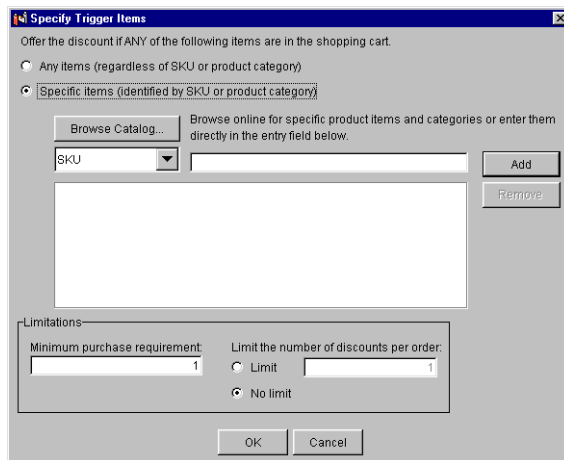 Specify Trigger Items
Offer the discount if ANY of the following items are in the shopping cart.
Any items (regardless of SKU or product category)
Specific items (identified by SKU or product category)
Browse Catalog...
Browse online for specific product items and categories or enter them
directly in the entry field below.
SKU
Add
Remove
Limitations
Minimum purchase requirement:
1
Limit the number of discounts per order:
Limit
1
No limit
OK
Cancel